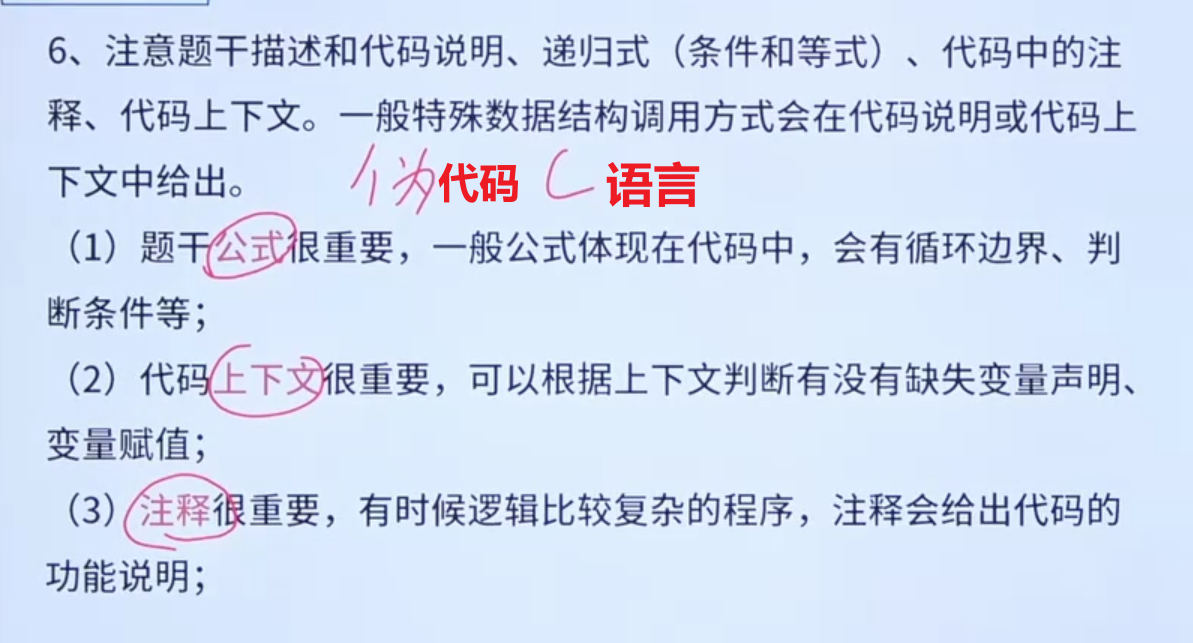 6、注意题干描述和代码说明、递归式（条件和等式）、代码中的注
释、代码上下文。一般特殊数据结构调用方式会在代码说明或代码上
下文中给出。
伪代码 C 语言
（1）题干公式很重要，一般公式体现在代码中，会有循环边界、判
断条件等；
（2）代码上下文很重要，可以根据上下文判断有没有缺失变量声明、
变量赋值；
（3）注释很重要，有时候逻辑比较复杂的程序，注释会给出代码的
功能说明；